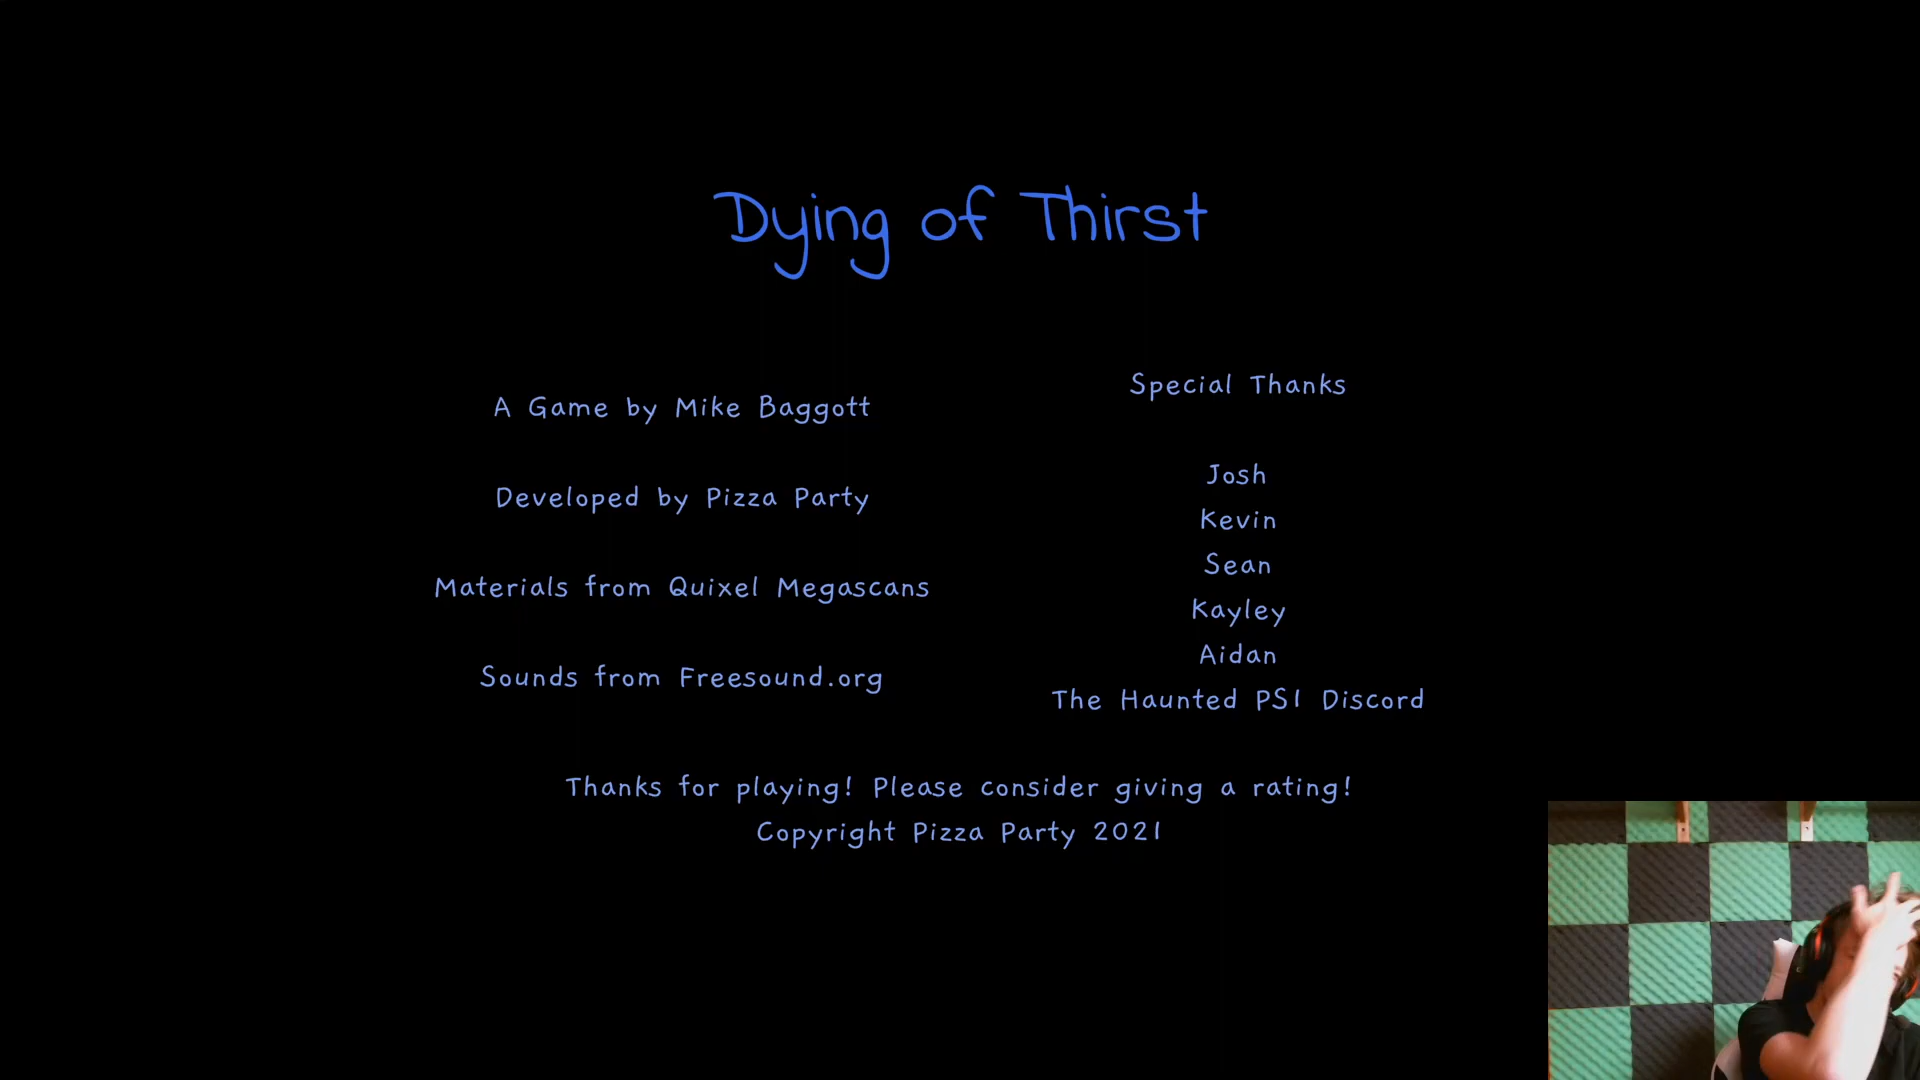 Dying of Thirst
A Game by Mike Baggott
Developed by Pizza Party
Materials from Quixel Megascans
Sounds from Freesound.org
Special Thanks
Josh
Kevin
Sean
Kayley
Aidan
The Haunted PS1 Discord
Thanks for playing! Please consider giving a rating!
Copyright Pizza Party 2021